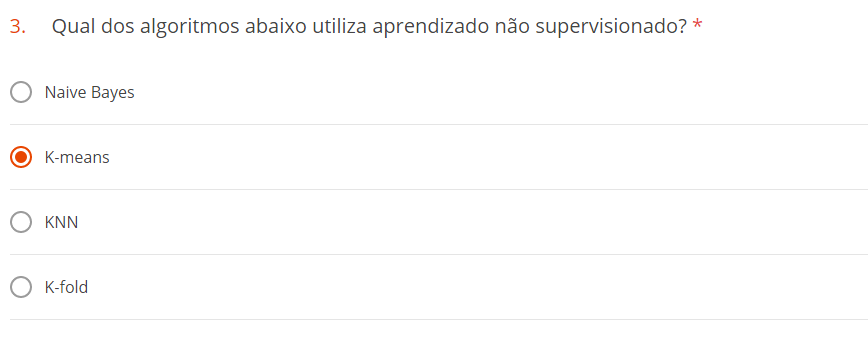 3. Qual dos algoritmos abaixo utiliza aprendizado não supervisionado? *
Naive Bayes
K-means
KNN
K-fold